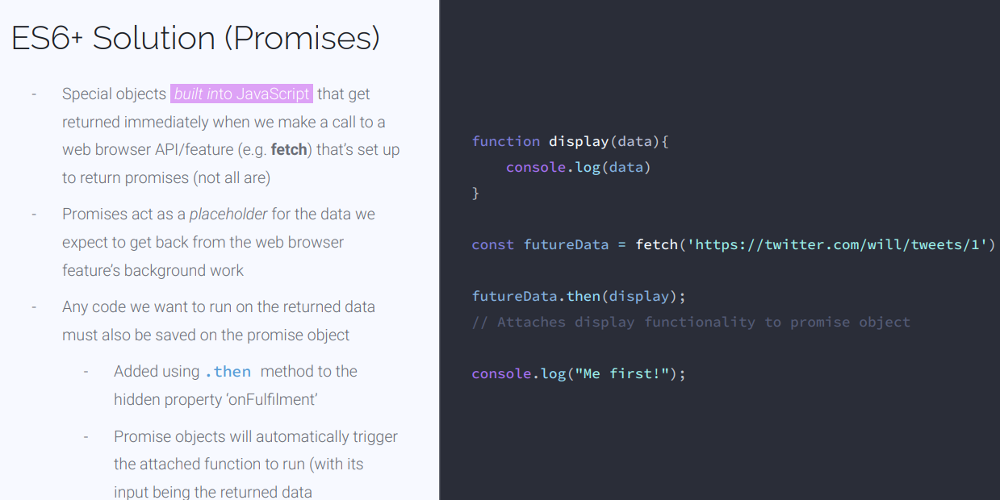 ES6+ Solution (Promises)
- Special objects built into JavaScript that get
returned immediately when we make a call to a
web browser API/feature (e.g. fetch) that’s set up
to return promises (not all are)
- Promises act as a placeholder for the data we
expect to get back from the web browser
feature’s background work
- Any code we want to run on the returned data
must also be saved on the promise object
- Added using .then method to the
hidden property ‘onFulfilment’
- Promise objects will automatically trigger
the attached function to run (with its
input being the returned data
function display(data){
    console.log(data)
}
const futureData = fetch('https://twitter.com/will/tweets/1')
futureData.then(display);
// Attaches display functionality to promise object
console.log("Me first!");